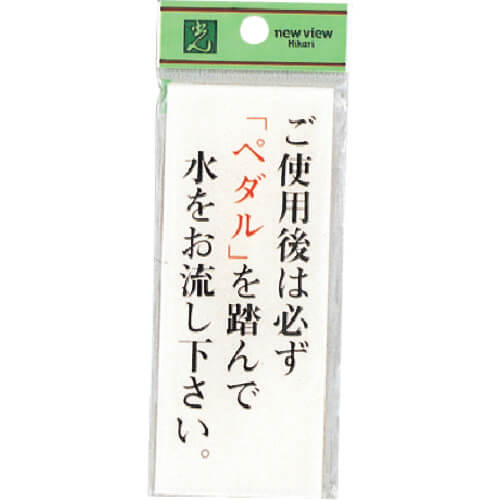 光
new view
Hikari
ご使用後は必ず
「ペダル」を踏んで
水をお流し下さい。